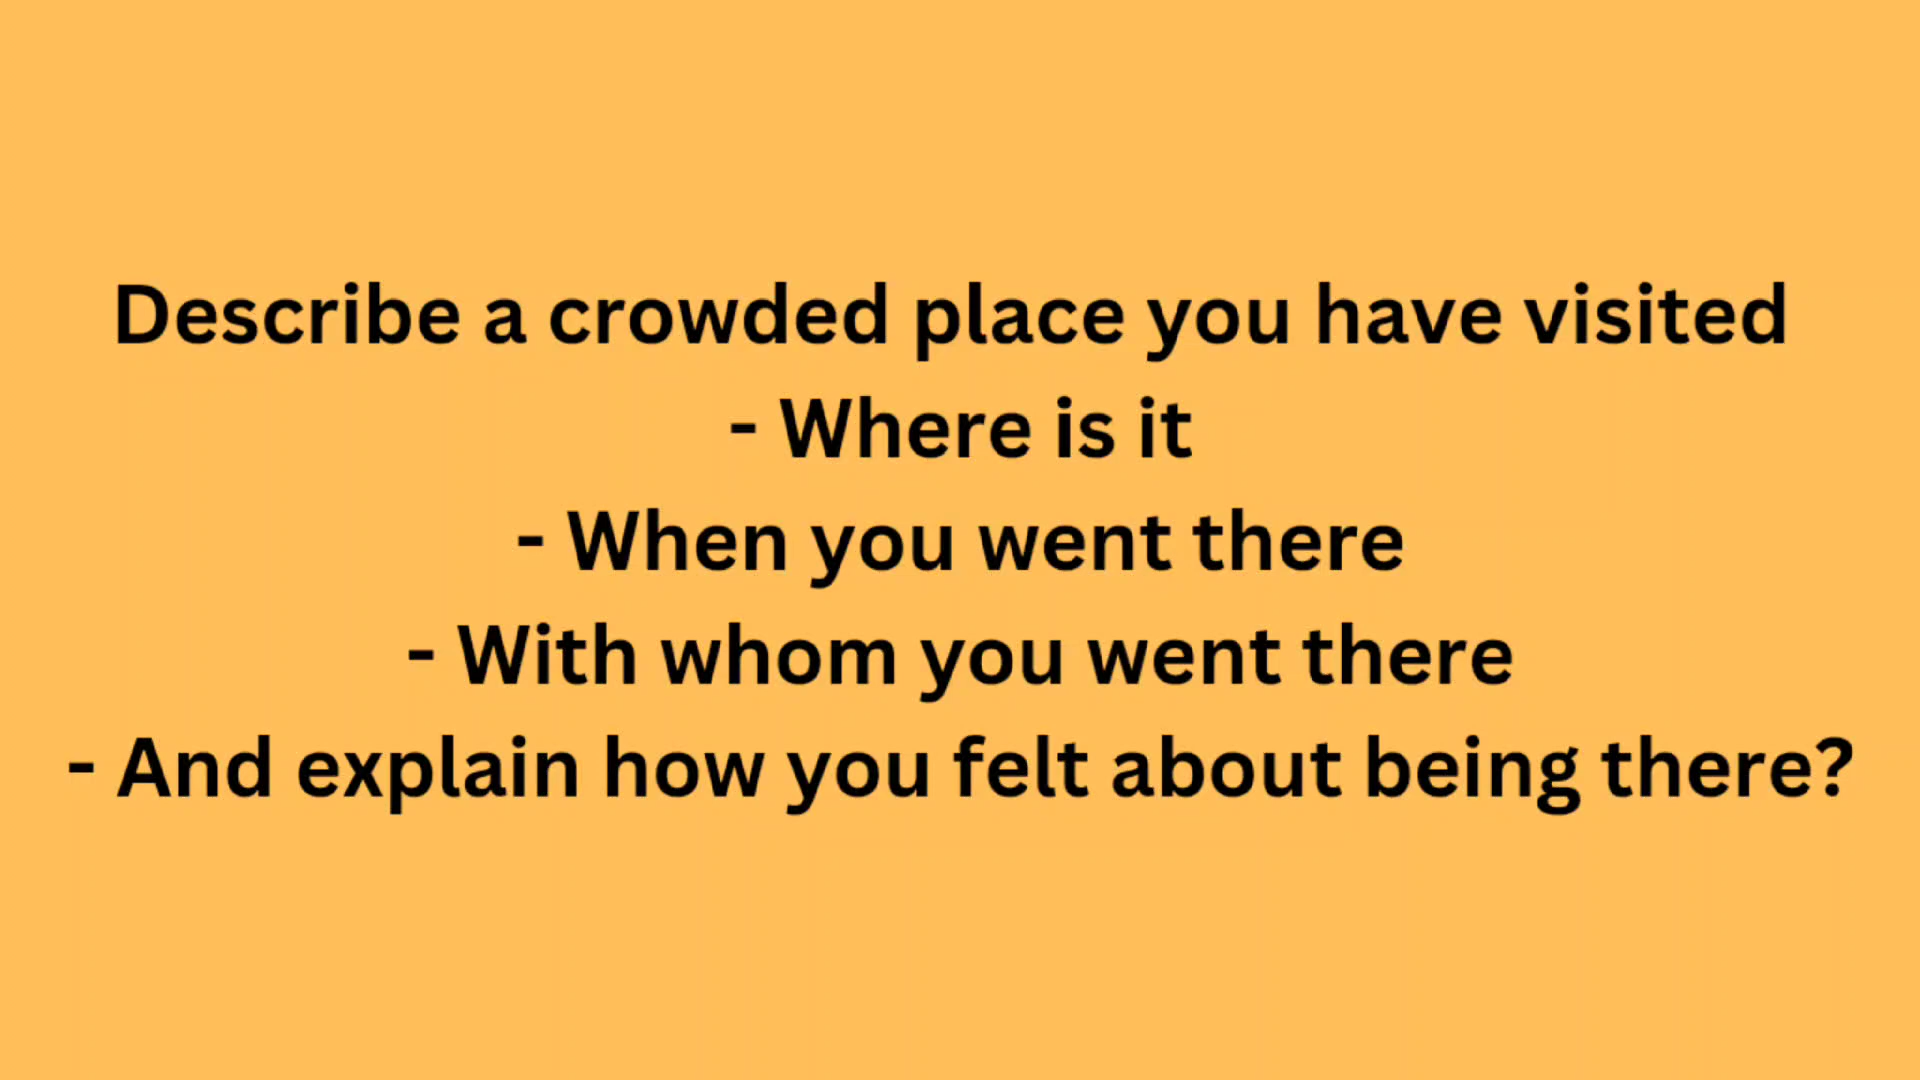 Describe a crowded place you have visited
- Where is it
- When you went there
- With whom you went there
- And explain how you felt about being there?